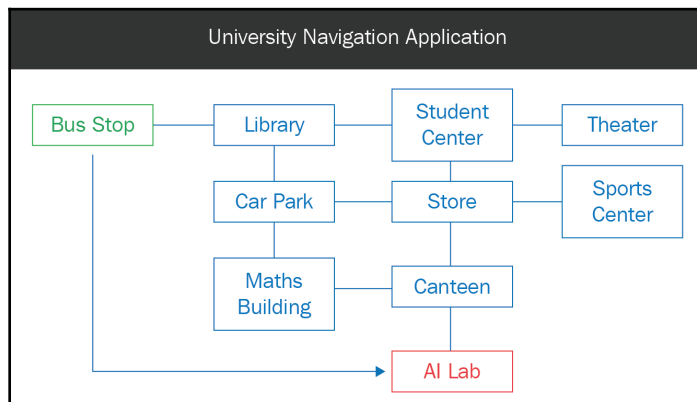 University Navigation Application
Bus Stop
Library
Student
Center
Theater
Car Park
Store
Sports
Center
Maths
Building
Canteen
AI Lab